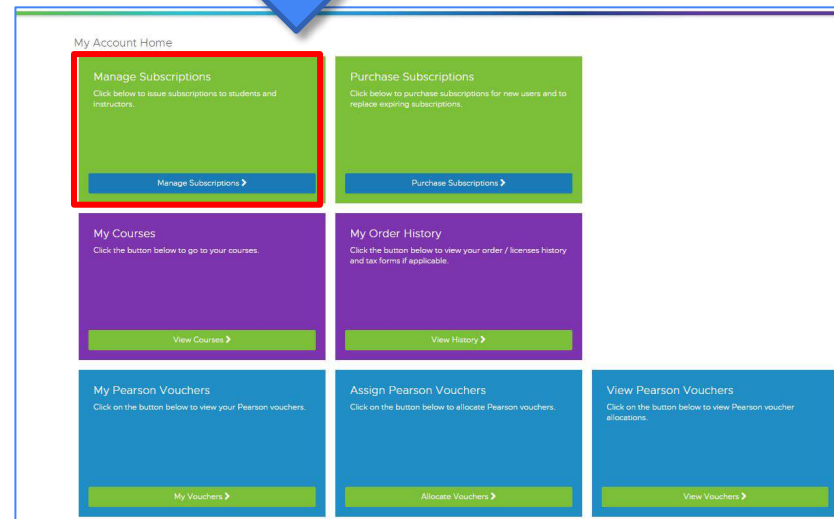 My Account Home
Manage Subscriptions
Click below to issue subscriptions to students and
instructors.
Manage Subscriptions
Purchase Subscriptions
Click below to purchase subscriptions for new users and to
replace expiring subscriptions.
Purchase Subscriptions
My Courses
Click the button below to go to your courses.
View Courses
My Order History
Click the button below to view your order / licenses history
and tax forms if applicable.
View History
My Pearson Vouchers
Click on the button below to view your Pearson vouchers.
My Vouchers
Assign Pearson Vouchers
Click on the button below to allocate Pearson vouchers.
Allocate Vouchers
View Pearson Vouchers
Click on the button below to view Pearson voucher
allocations.
View Vouchers